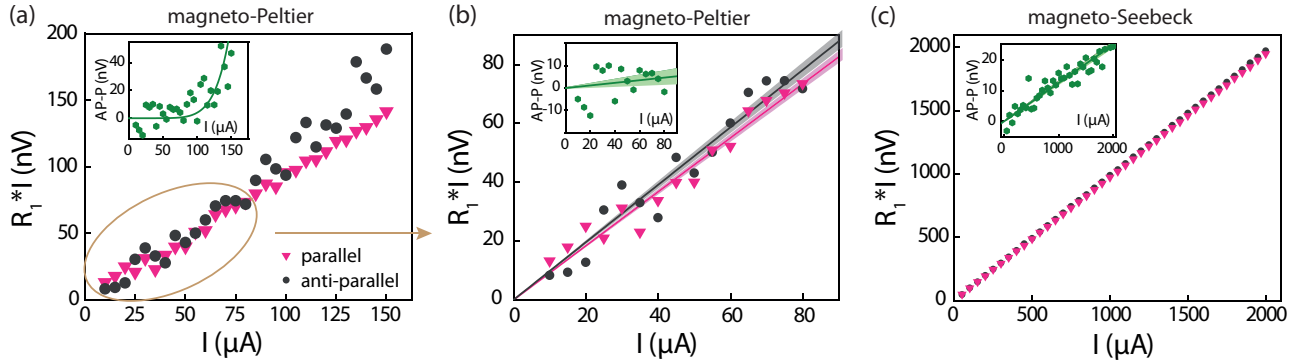 (a) magneto-Peltier
R1*I (nV)
200
150
100
50
0
0 25 50 75 100 125 150
I (μA)
AP-P (nV)
40
20
0
0 50 100 150
I (μA)
parallel
anti-parallel
(b) magneto-Peltier
R1*I (nV)
80
60
40
20
0
0 20 40 60 80
I (μA)
AP-P (nV)
10
0
-10
0 20 40 60 80
I (μA)
(c) magneto-Seebeck
R1*I (nV)
2000
1500
1000
500
0
0 500 1000 1500 2000
I (μA)
AP-P (nV)
20
10
0
0 1000 2000
I (μA)